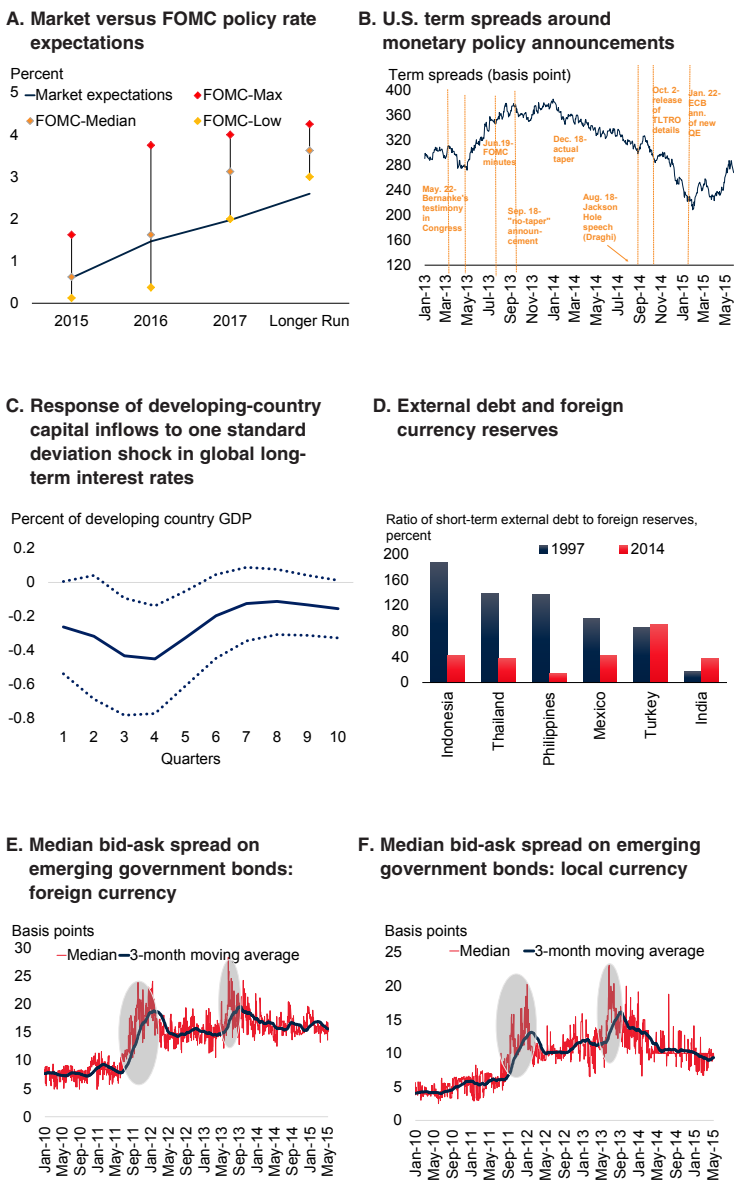 A. Market versus FOMC policy rate
expectations
Percent
5
4
3
2
1
0
Market expectations
FOMC-Max
FOMC-Median
FOMC-Low
2015 2016 2017 Longer Run
B. U.S. term spreads around
monetary policy announcements
Term spreads (basis point)
400
360
320
280
240
200
160
120
May. 22-
Bernanke's
testimony
in
Congress
Jun.19-
FOMC
minutes
Sep. 18-
"no-taper"
announ-
cement
Dec. 18-
actual
taper
Aug. 18-
Jackson
Hole
speech
(Draghi)
Oct. 2-
release
of
TLTRO
details
Jan. 22-
ECB
ann.
of new
QE
Jan-13
Mar-13
May-13
Jul-13
Sep-13
Nov-13
Jan-14
Mar-14
May-14
Jul-14
Sep-14
Nov-14
Jan-15
Mar-15
May-15
C. Response of developing-country
capital inflows to one standard
deviation shock in global long-
term interest rates
Percent of developing country GDP
0.2
0
-0.2
-0.4
-0.6
-0.8
1 2 3 4 5 6 7 8 9 10
Quarters
D. External debt and foreign
currency reserves
Ratio of short-term external debt to foreign reserves,
percent
200
160
120
80
40
0
1997
2014
Indonesia
Thailand
Philippines
Mexico
Turkey
India
E. Median bid-ask spread on
emerging government bonds:
foreign currency
Basis points
30
25
20
15
10
5
0
Median
3-month moving average
Jan-10
May-10
Sep-10
Jan-11
May-11
Sep-11
Jan-12
May-12
Sep-12
Jan-13
May-13
Sep-13
Jan-14
May-14
Sep-14
Jan-15
May-15
F. Median bid-ask spread on emerging
government bonds: local currency
Basis points
25
20
15
10
5
0
Median
3-month moving average
Jan-10
May-10
Sep-10
Jan-11
May-11
Sep-11
Jan-12
May-12
Sep-12
Jan-13
May-13
Sep-13
Jan-14
May-14
Sep-14
Jan-15
May-15